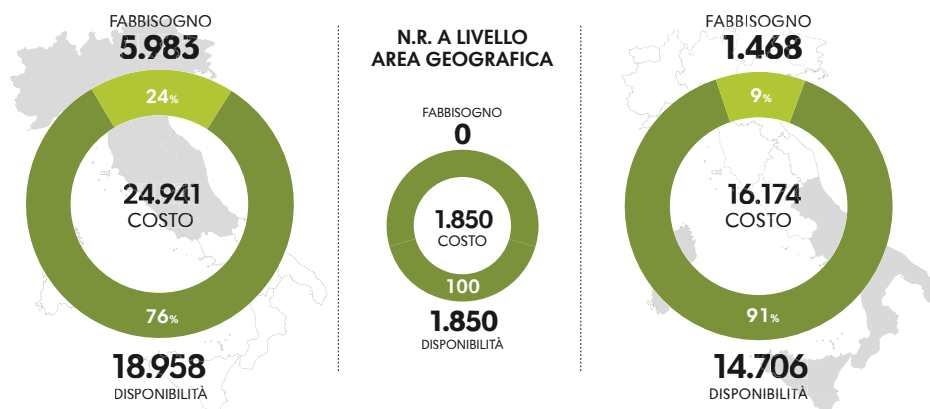 FABBISOGNO
5.983
24%
24.941
COSTO
76%
18.958
DISPONIBILITÀ
N.R. A LIVELLO
AREA GEOGRAFICA
FABBISOGNO
0
1.850
COSTO
100
1.850
DISPONIBILITÀ
FABBISOGNO
1.468
9%
16.174
COSTO
91%
14.706
DISPONIBILITÀ